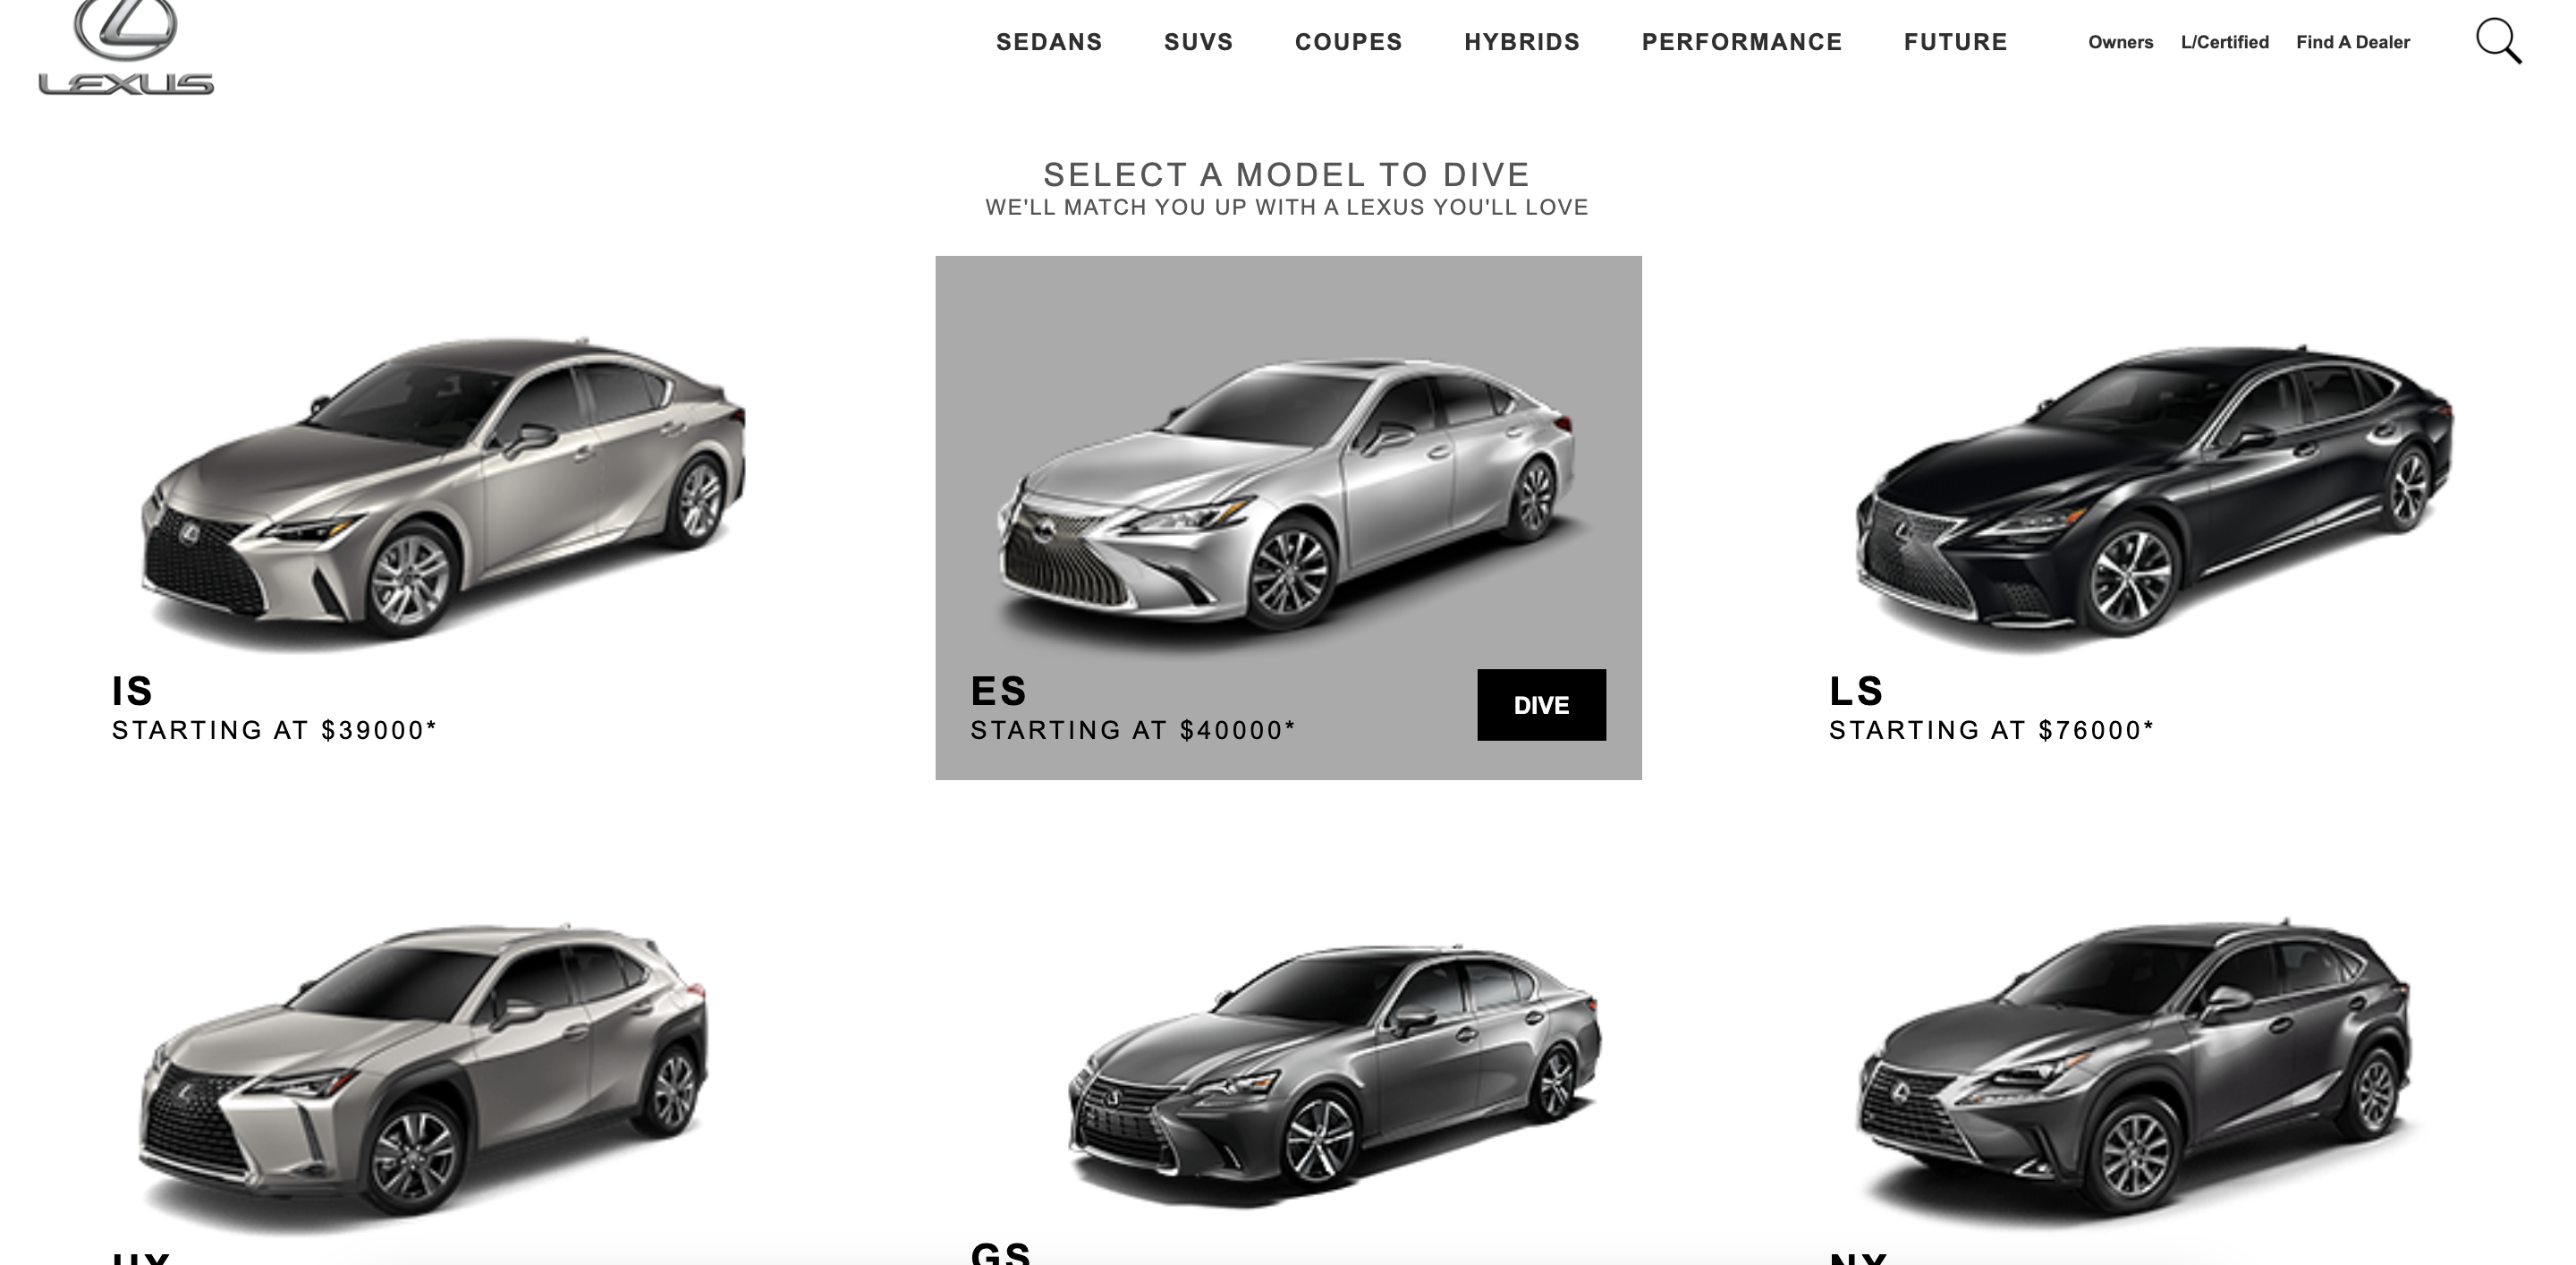 LEXUS
SEDANS SUVS COUPES HYBRIDS PERFORMANCE FUTURE Owners L/Certified Find A Dealer
SELECT A MODEL TO DIVE
WE'LL MATCH YOU UP WITH A LEXUS YOU'LL LOVE
IS
STARTING AT $39000*
ES
STARTING AT $40000*
DIVE
LS
STARTING AT $76000*
UX
GS
NX